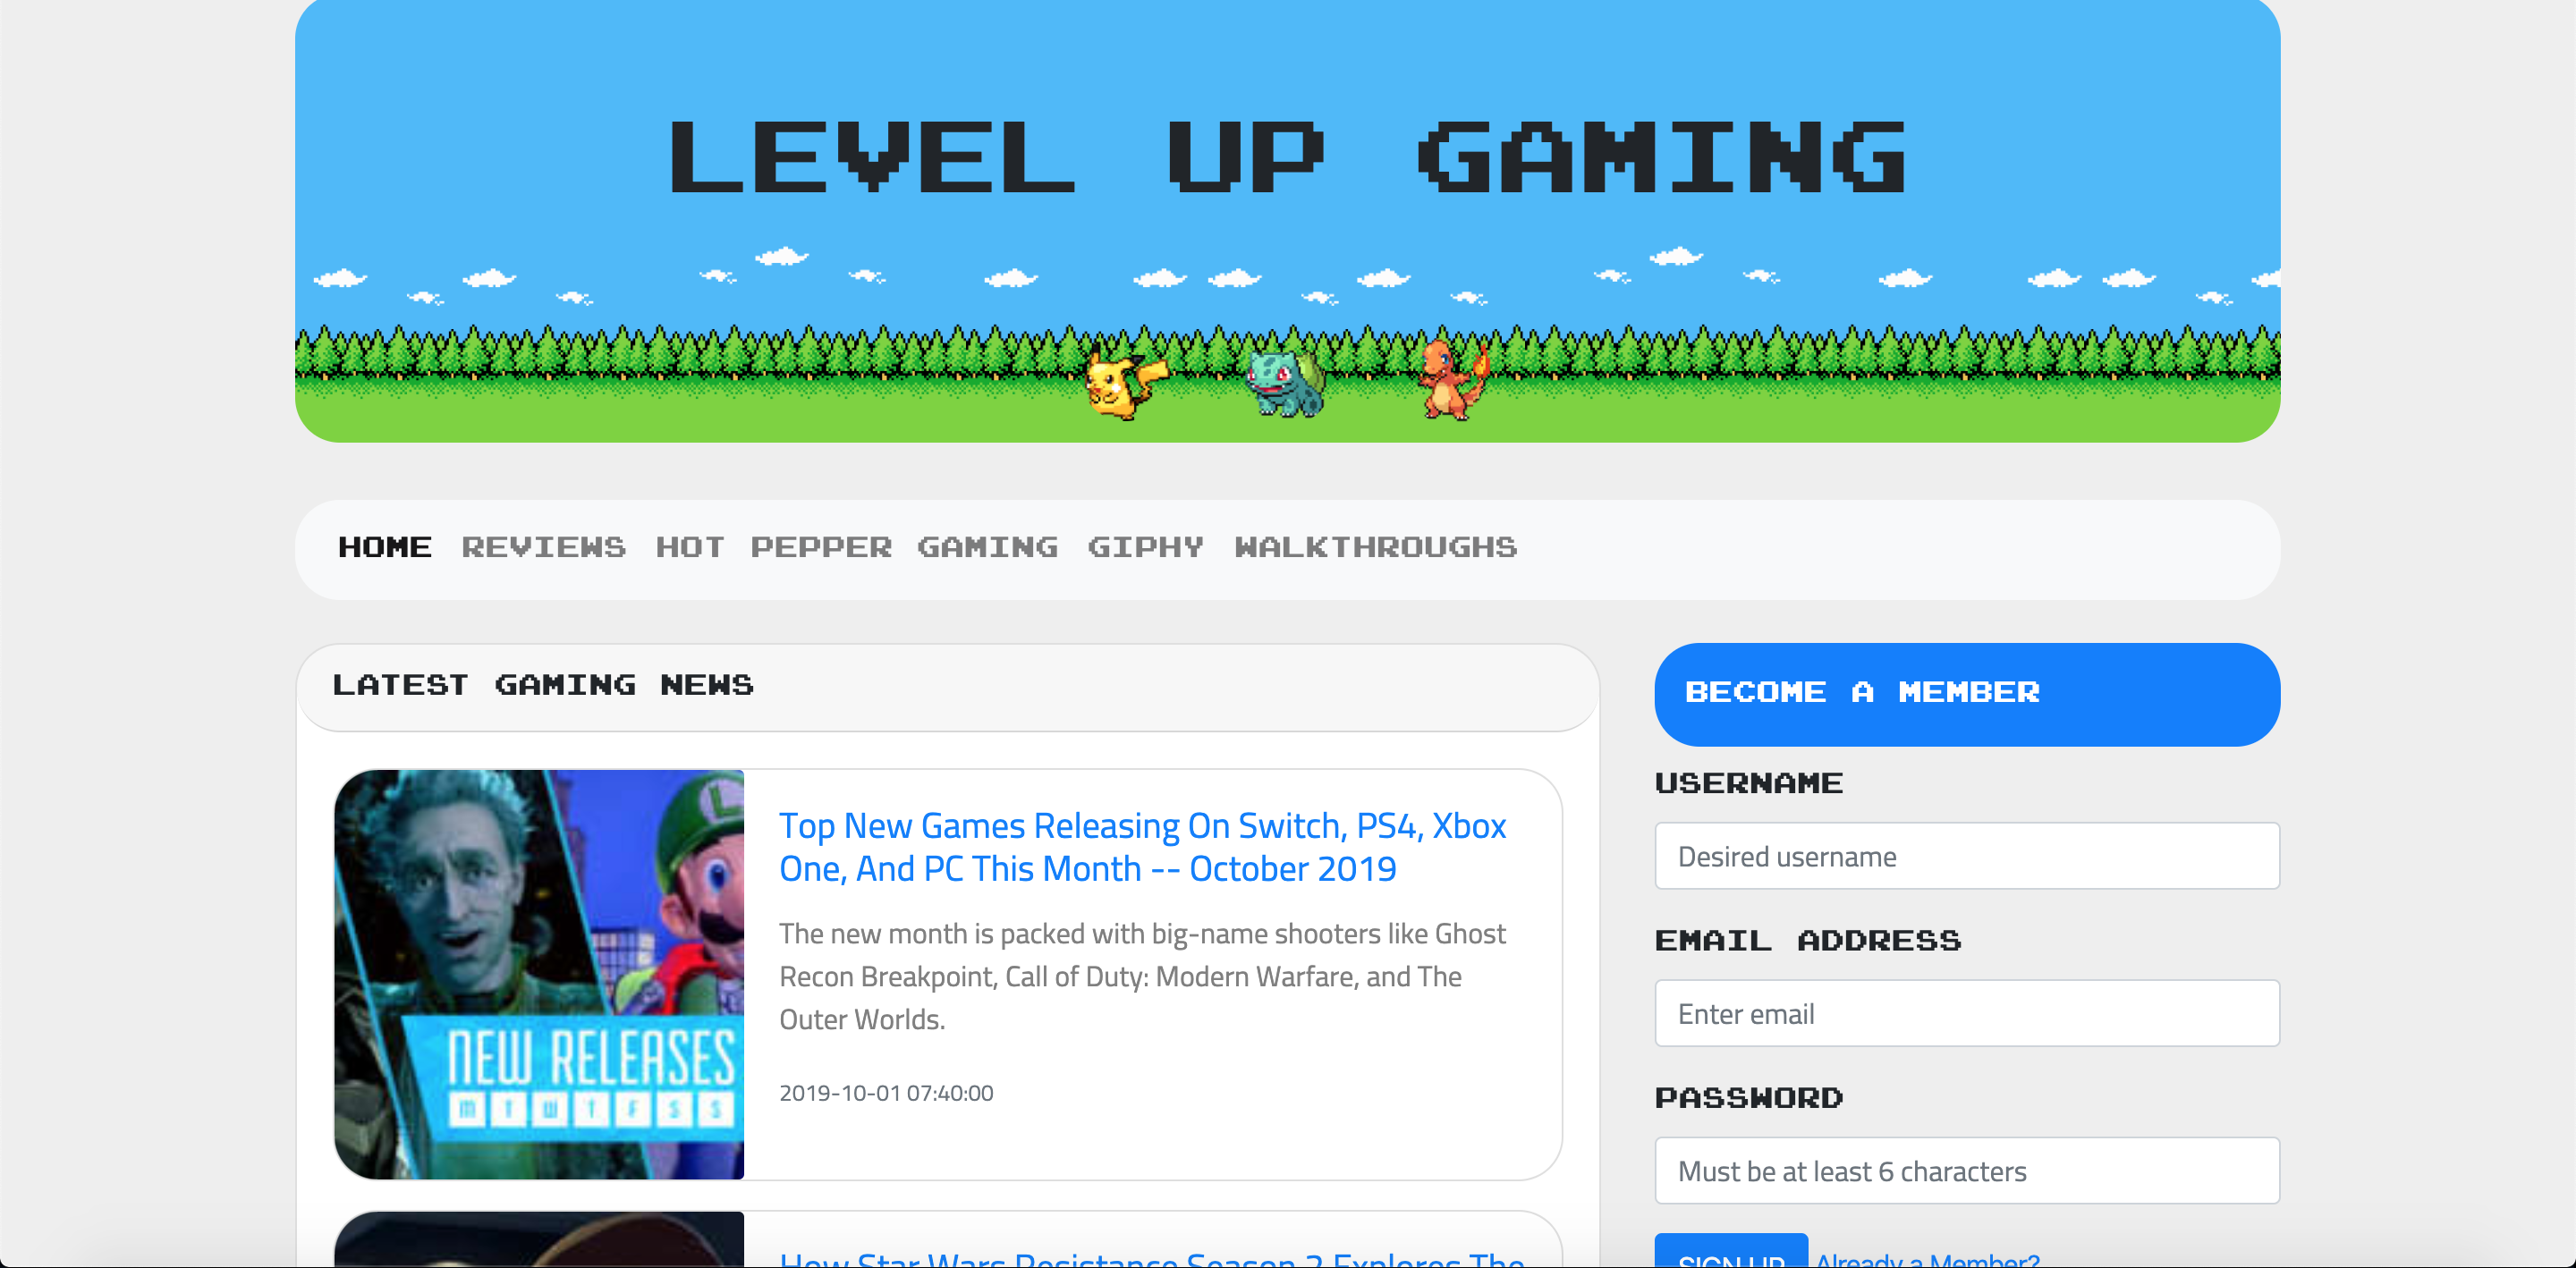 LEVEL UP GAMING
HOME REVIEWS HOT PEPPER GAMING GIPHY WALKTHROUGHS
LATEST GAMING NEWS
L
NEW RELEASES
M T W T F S S
Top New Games Releasing On Switch, PS4, Xbox
One, And PC This Month -- October 2019
The new month is packed with big-name shooters like Ghost
Recon Breakpoint, Call of Duty: Modern Warfare, and The
Outer Worlds.
2019-10-01 07:40:00
How Star Wars Resistance Season 2 Explores The
BECOME A MEMBER
USERNAME
Desired username
EMAIL ADDRESS
Enter email
PASSWORD
Must be at least 6 characters
SIGN UP Already a Member?